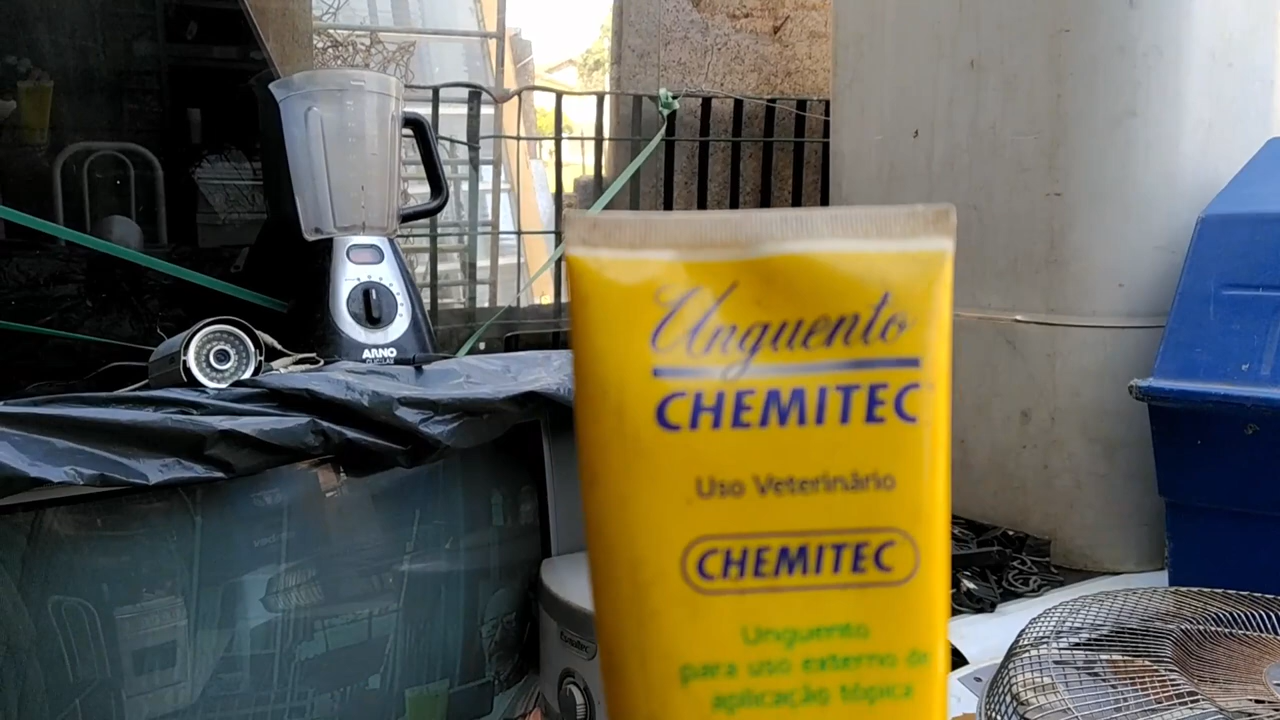 ARNO
Unguento
CHEMITEC
Uso Veterinário
CHEMITEC
Unguento
para uso externo de
aplicação tópica